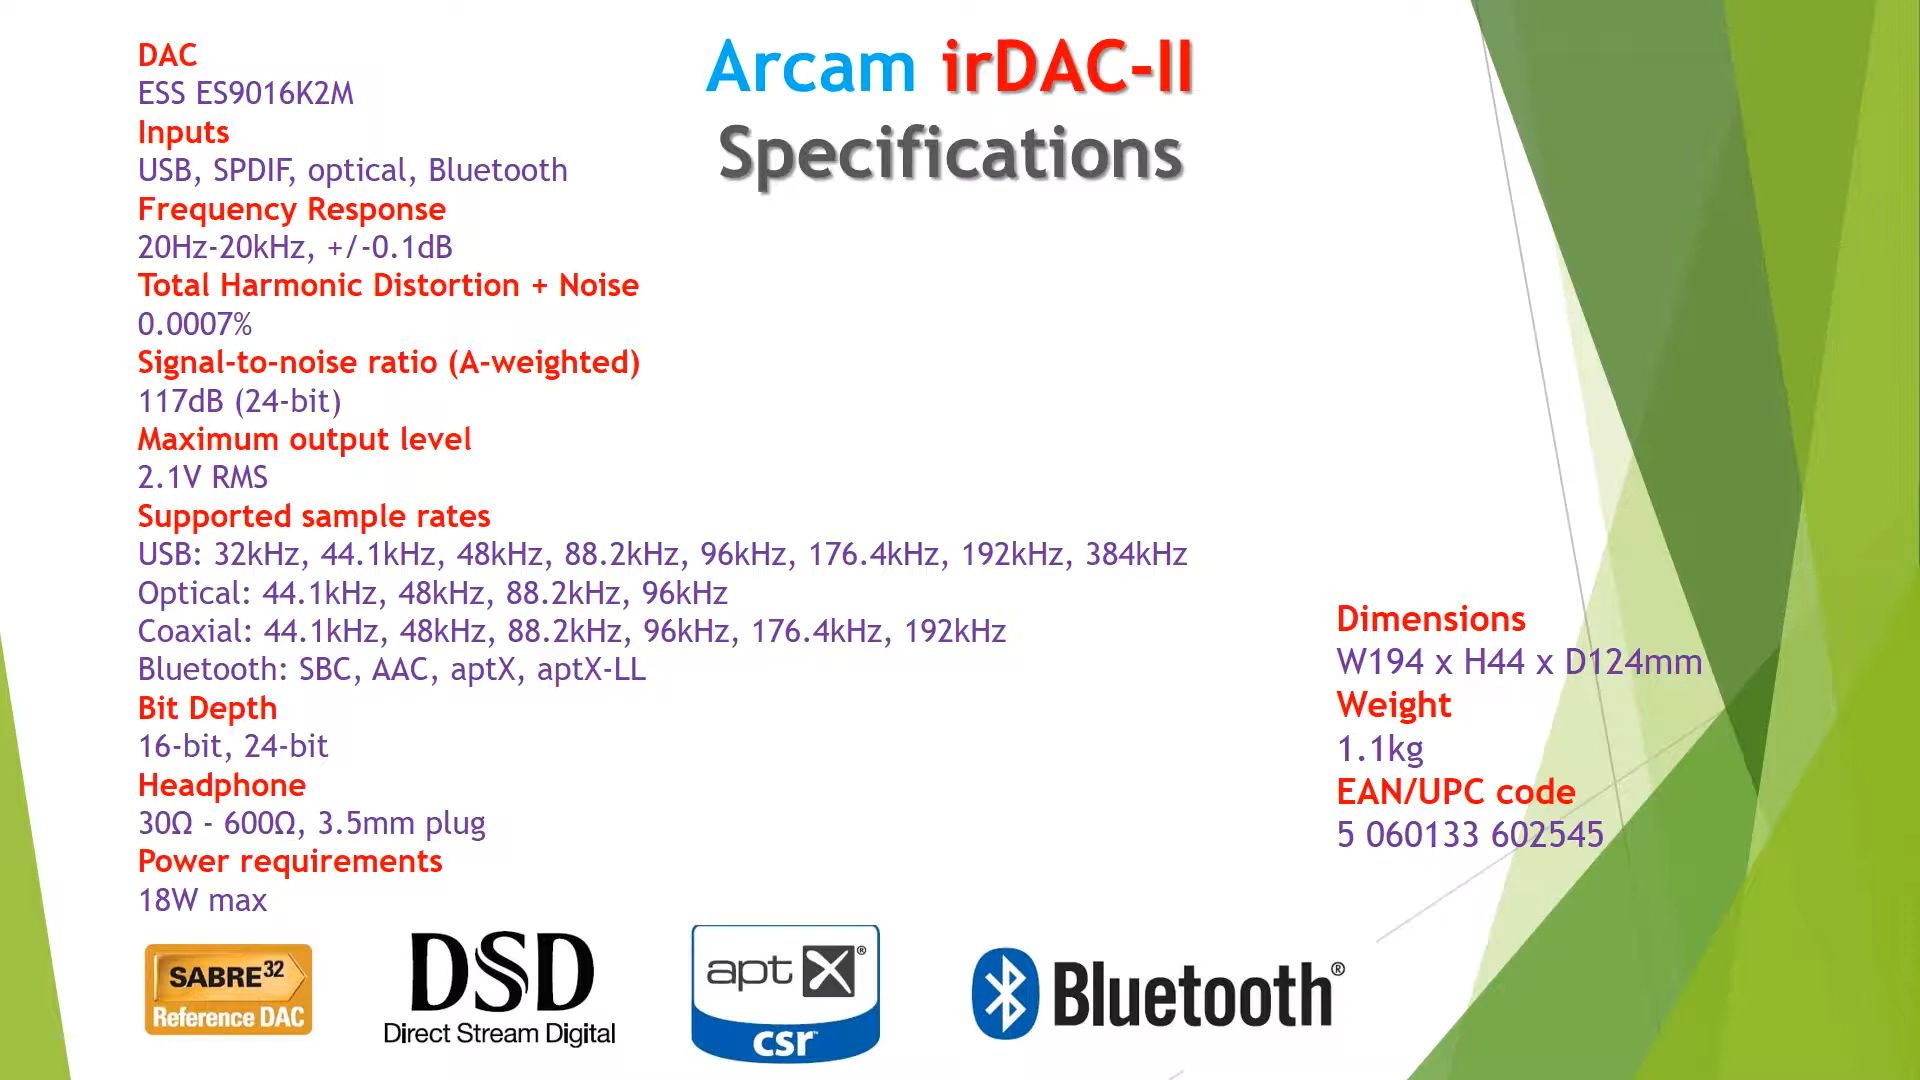 Arcam irDAC-II
Specifications
DAC
ESS ES9016K2M
Inputs
USB, SPDIF, optical, Bluetooth
Frequency Response
20Hz-20kHz, +/-0.1dB
Total Harmonic Distortion + Noise
0.0007%
Signal-to-noise ratio (A-weighted)
117dB (24-bit)
Maximum output level
2.1V RMS
Supported sample rates
USB: 32kHz, 44.1kHz, 48kHz, 88.2kHz, 96kHz, 176.4kHz, 192kHz, 384kHz
Optical: 44.1kHz, 48kHz, 88.2kHz, 96kHz
Coaxial: 44.1kHz, 48kHz, 88.2kHz, 96kHz, 176.4kHz, 192kHz
Bluetooth: SBC, AAC, aptX, aptX-LL
Bit Depth
16-bit, 24-bit
Headphone
30Ω - 600Ω, 3.5mm plug
Power requirements
18W max
Dimensions
W194 x H44 x D124mm
Weight
1.1kg
EAN/UPC code
5 060133 602545
SABRE32
Reference DAC
DSD
Direct Stream Digital
aptX®
csr™
Bluetooth®